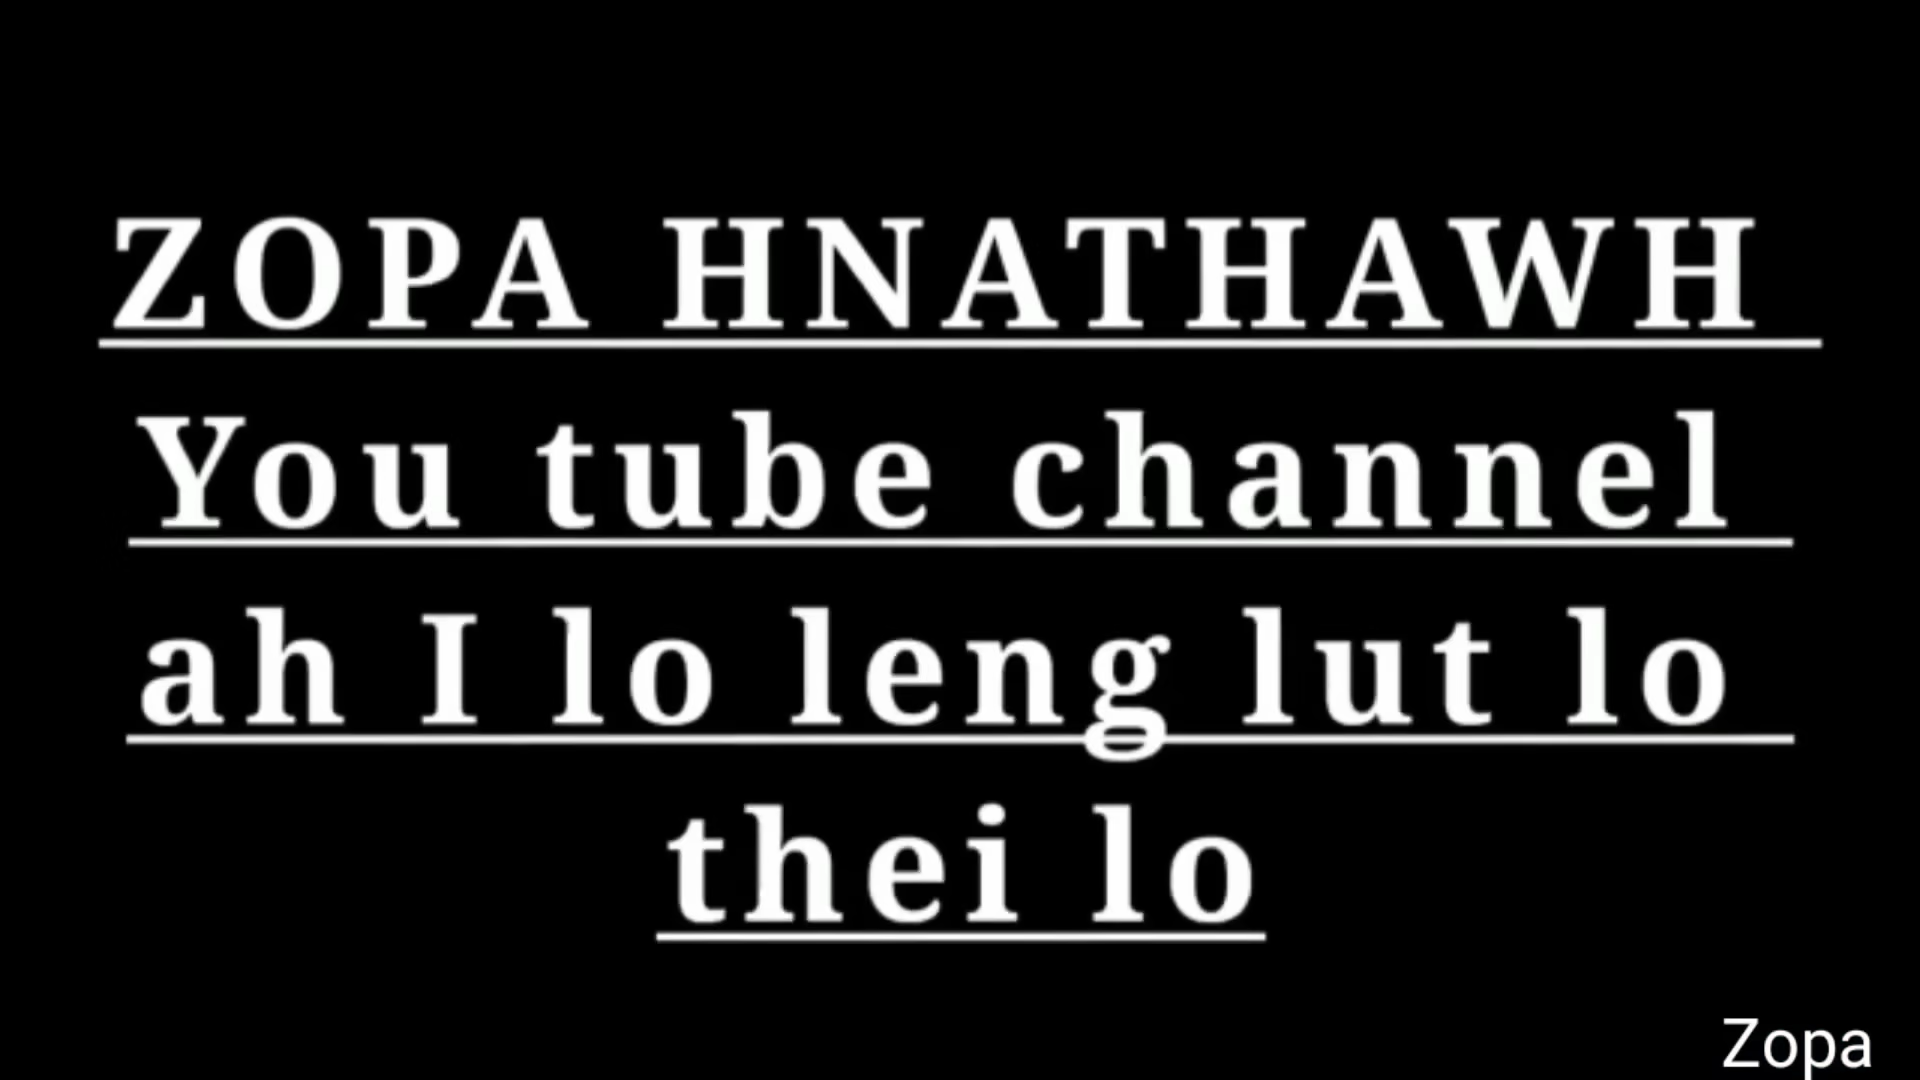 ZOPA HNATHAWH
You tube channel
ah I lo leng lut lo
thei lo
Zopa